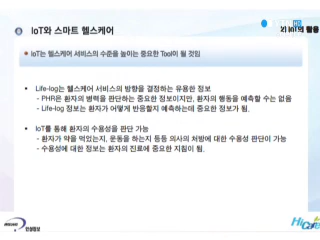 IoT와 스마트 헬스케어
IoT는 헬스케어 서비스의 수준을 높이는 중요한 Tool이 될 것임
Life-log는 헬스케어 서비스의 방향을 결정하는 유용한 정보
- PHR은 환자의 병력을 판단하는 중요한 정보이지만, 환자의 행동을 예측할 수는 없음
- Life-log 정보는 환자가 어떻게 반응할지 예측하는데 중요한 정보가 됨.
IoT를 통해 환자의 수용성을 판단 가능
- 환자가 약을 먹었는지, 운동을 하는지 등등 의사의 처방에 대한 수용성 판단이 가능
- 수용성에 대한 정보는 환자의 진료에 중요한 지침이 됨.